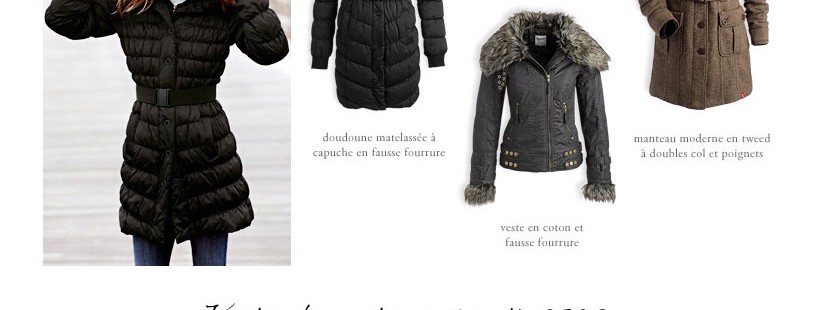 doudoune matelassée à
capuche en fausse fourrure
manteau moderne en tweed
à doubles col et poignets
veste en coton et
fausse fourrure